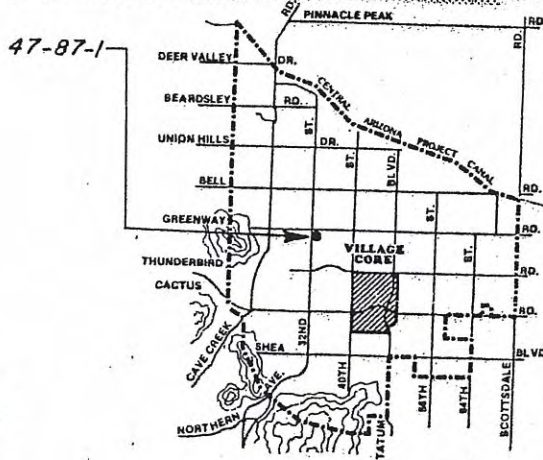 RD.
PINNACLE PEAK RD.
47-87-1
DEER VALLEY DR.
RD.
CENTRAL ARIZONA PROJECT CANAL
BEARDSLEY RD.
ST.
UNION HILLS DR.
ST.
BLVD.
BELL RD.
ST.
GREENWAY RD.
VILLAGE
CORE
ST.
THUNDERBIRD RD.
CACTUS RD.
CAVE CREEK
SHEA BLVD.
32ND
40TH
64TH
SCOTTSDALE
AVE.
NORTHERN
TATUM